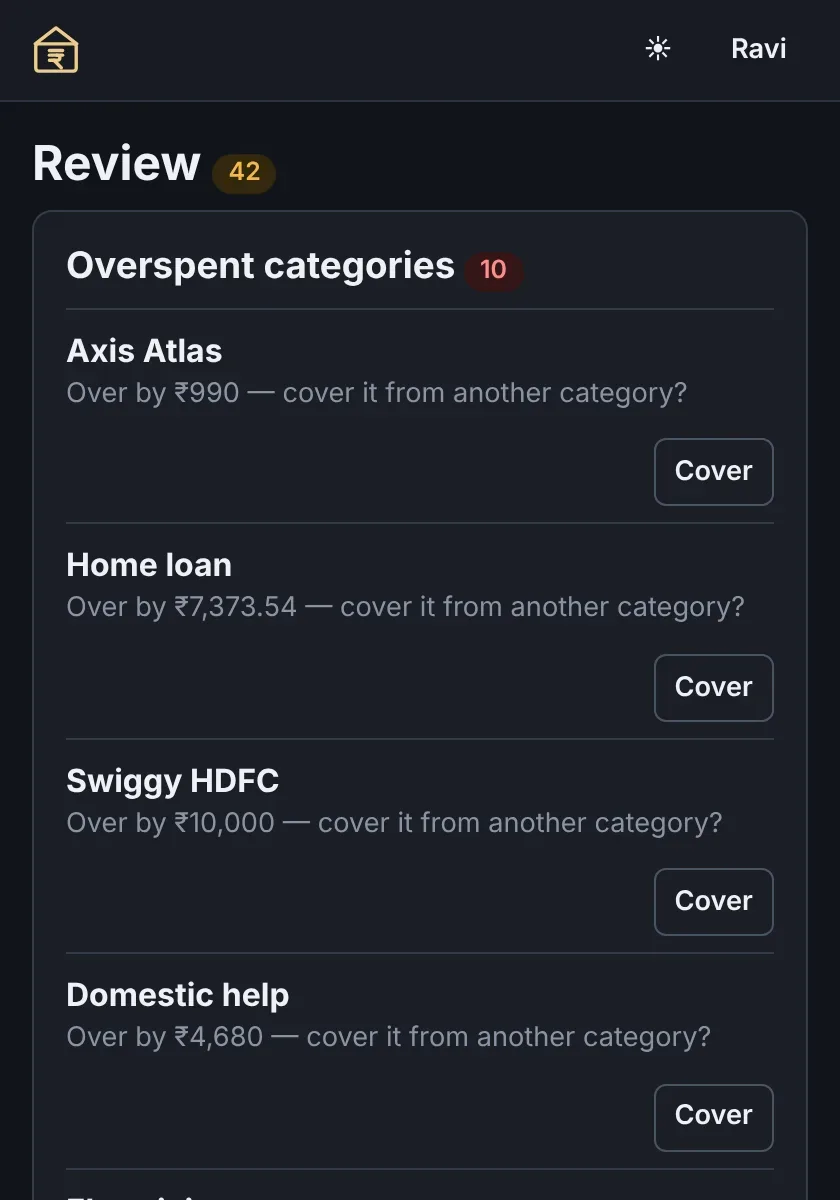 Ravi
Review 42
Overspent categories 10
Axis Atlas
Over by ₹990 — cover it from another category?
Cover
Home loan
Over by ₹7,373.54 — cover it from another category?
Cover
Swiggy HDFC
Over by ₹10,000 — cover it from another category?
Cover
Domestic help
Over by ₹4,680 — cover it from another category?
Cover